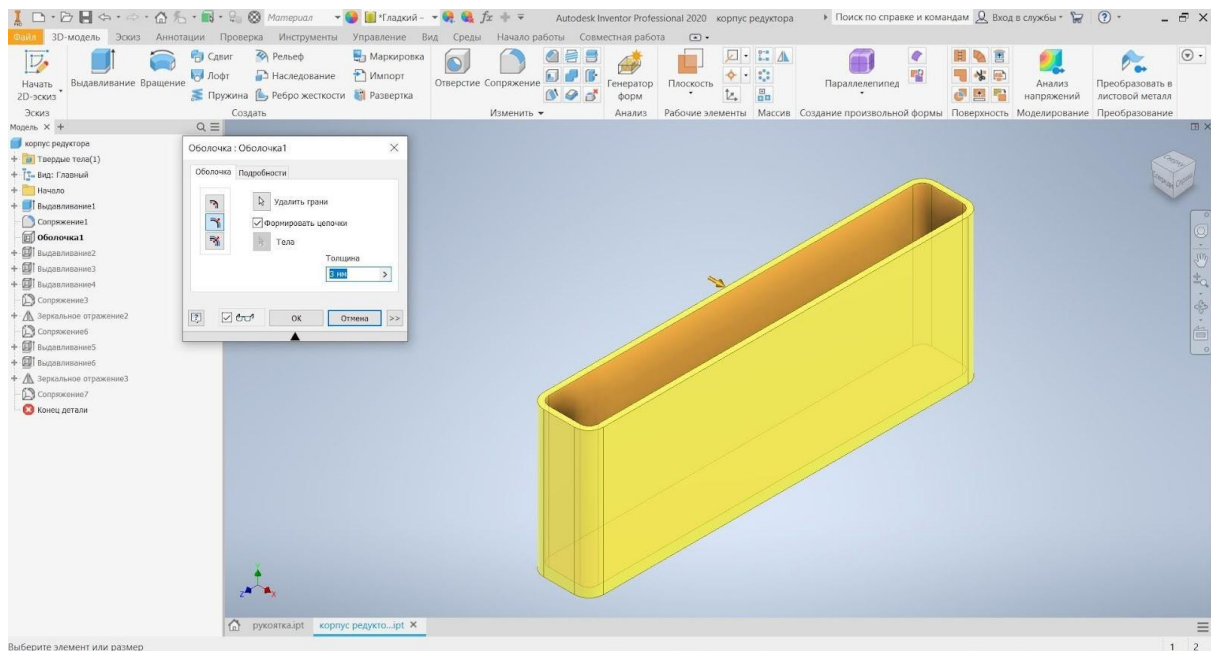 PRO Материал *Гладкий – fx Autodesk Inventor Professional 2020 корпус редуктора Поиск по справке и командам Вход в службы
Файл 3D-модель Эскиз Аннотации Проверка Инструменты Управление Вид Среды Начало работы Совместная работа
Начать 2D-эскиз
Выдавливание Вращение
Сдвиг Рельеф Маркировка
Лофт Наследование Импорт
Пружина Ребро жесткости Развертка
Отверстие Сопряжение
Генератор форм
Плоскость
Параллелепипед
Анализ напряжений
Преобразовать в листовой металл
Эскиз Создать Изменить Анализ Рабочие элементы Массив Создание произвольной формы Поверхность Моделирование Преобразование
Модель × +
корпус редуктора
Твердые тела(1)
Вид: Главный
Начало
Выдавливание1
Сопряжение1
Оболочка1
Выдавливание2
Выдавливание3
Выдавливание4
Сопряжение3
Зеркальное отражение2
Сопряжение6
Выдавливание5
Выдавливание6
Зеркальное отражение3
Сопряжение7
Конец детали
Оболочка : Оболочка1
Оболочка Подробности
Удалить грани
Формировать цепочки
Тела
Толщина
3 мм >
ОК Отмена >>
Y
Z X
рукоятка.ipt корпус редукто...ipt ×
Выберите элемент или размер 1 2